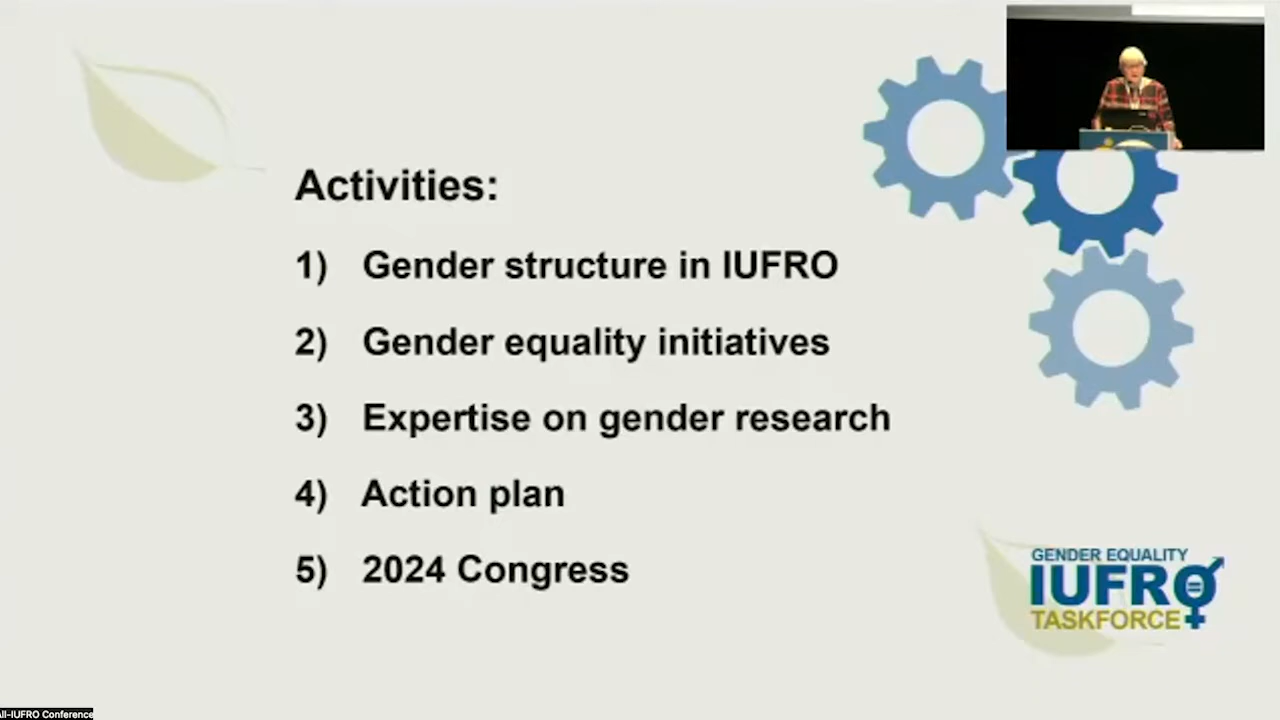 Activities:
1) Gender structure in IUFRO
2) Gender equality initiatives
3) Expertise on gender research
4) Action plan
5) 2024 Congress
GENDER EQUALITY
IUFRO
TASKFORCE
All-IUFRO Conference